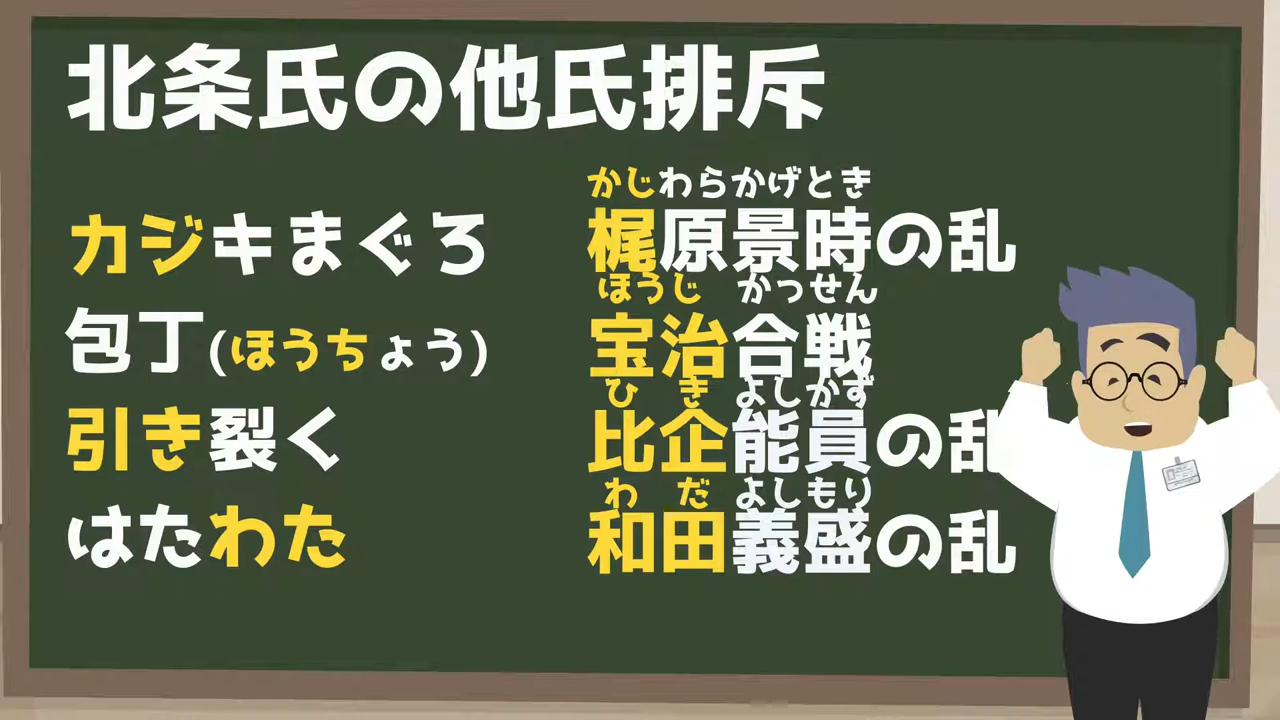 北条氏の他氏排斥
カジキまぐろ
包丁(ほうちょう)
引き裂く
はたわた
かじわらかげとき
梶原景時の乱
ほうじ かっせん
宝治合戦
ひ き よしかず
比企能員の乱
わ だ よしもり
和田義盛の乱